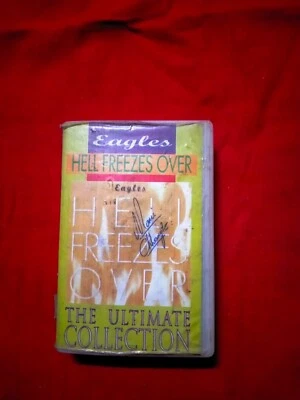 Eagles
HELL FREEZES OVER
Eagles
HELL
FREEZES
OVER
THE ULTIMATE
COLLECTION